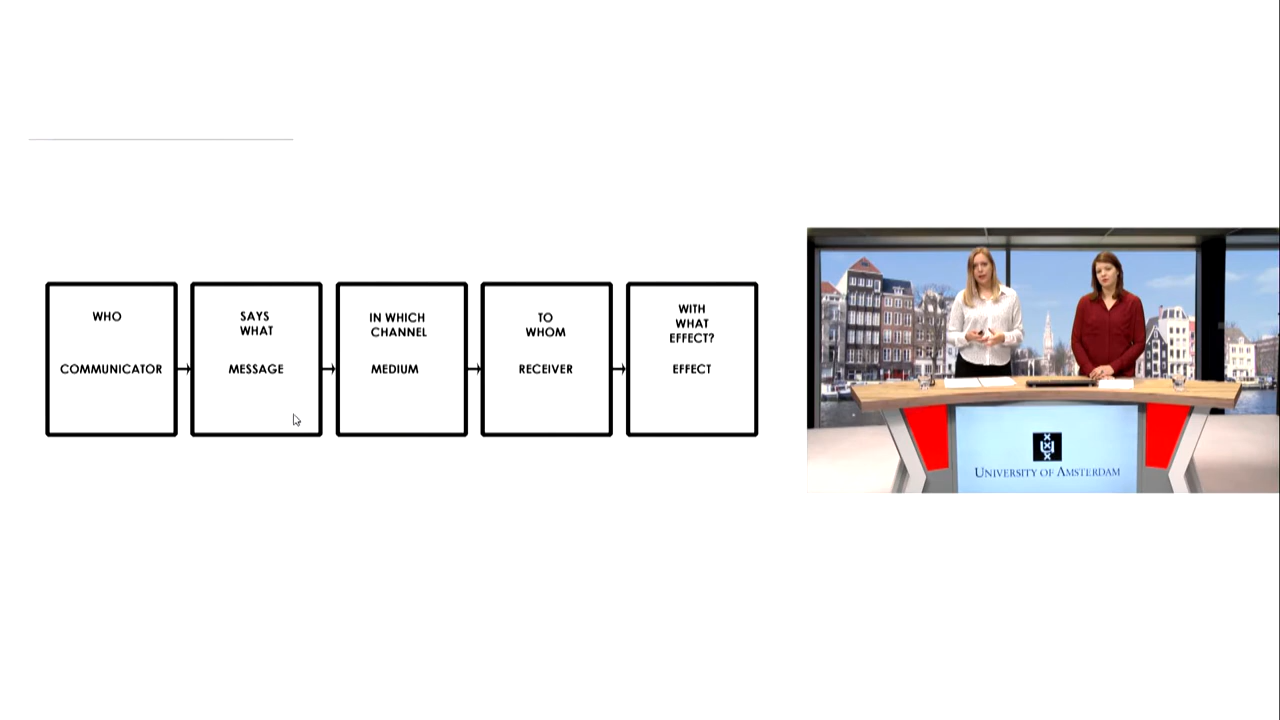 WHO
COMMUNICATOR
SAYS
WHAT
MESSAGE
IN WHICH
CHANNEL
MEDIUM
TO
WHOM
RECEIVER
WITH
WHAT
EFFECT?
EFFECT
UNIVERSITY OF AMSTERDAM